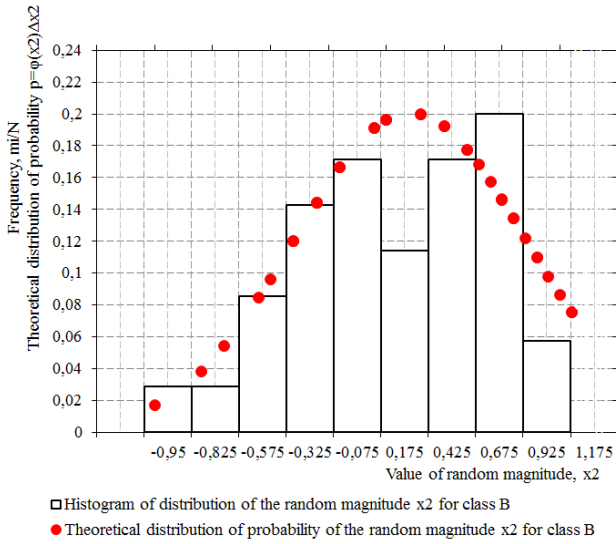 Frequency, mi/N
Theoretical distribution of probability p=φ(x2)Δx2
0,24
0,22
0,2
0,18
0,16
0,14
0,12
0,1
0,08
0,06
0,04
0,02
0
-0,95 -0,825 -0,575 -0,325 -0,075 0,175 0,425 0,675 0,925 1,175
Value of random magnitude, x2
Histogram of distribution of the random magnitude x2 for class B
Theoretical distribution of probability of the random magnitude x2 for class B